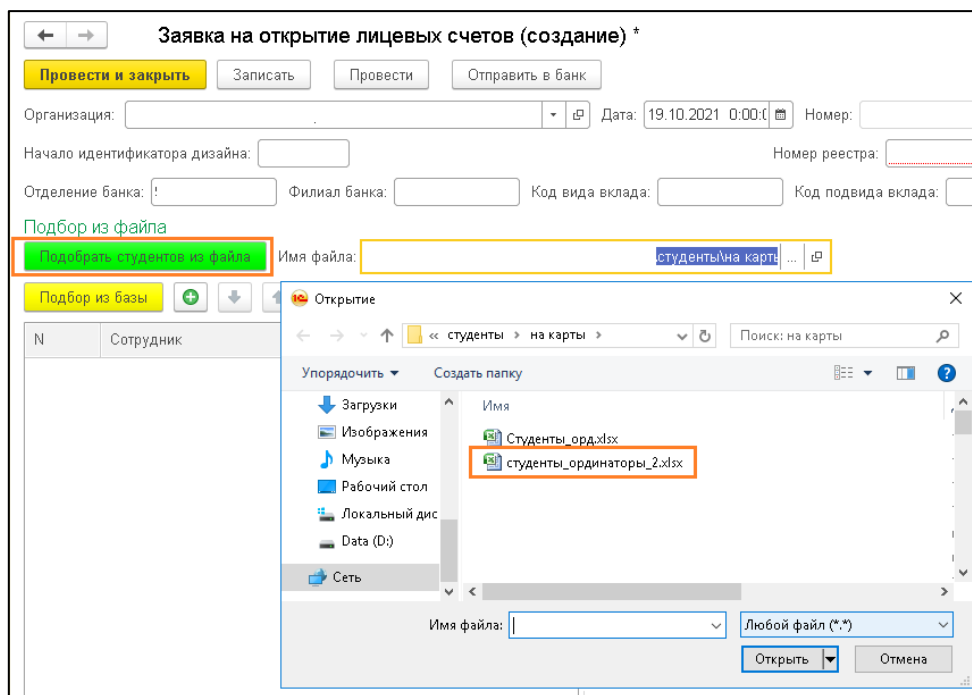 Заявка на открытие лицевых счетов (создание) *
Провести и закрыть Записать Провести Отправить в банк
Организация: Дата: 19.10.2021 0:00:0 Номер:
Начало идентификатора дизайна: Номер реестра:
Отделение банка: ! Филиал банка: Код вида вклада: Код подвида вклада:
Подбор из файла
Подобрать студентов из файла Имя файла: .студенты\на карты ...
Подбор из базы
N Сотрудник
1С Открытие
« студенты > на карты > Поиск: на карты
Упорядочить Создать папку ?
Загрузки
Изображения
Музыка
Рабочий стол
Локальный дис
Data (D:)
Сеть
Имя
Студенты_орд.xlsx
студенты_ординаторы_2.xlsx
Имя файла: Любой файл (*.*)
Открыть Отмена